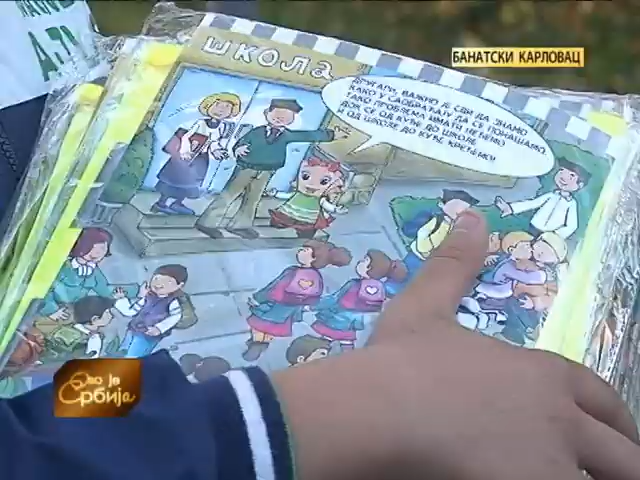 БАНАТСКИ КАРЛОВАЦ
ШКОЛА
ДРУГАРИ, ВАЖНО ЈЕ СВИ ДА ЗНАМО
КАКО У САОБРАЋАЈУ ДА СЕ ПОНАШАМО.
ТАКО ПРОБЛЕМА ИМАТИ НЕЋЕМО
ДОК СЕ ОД КУЋЕ ДО ШКОЛЕ
И ОД ШКОЛЕ ДО КУЋЕ КРЕЋЕМО!
Ово је
Србија